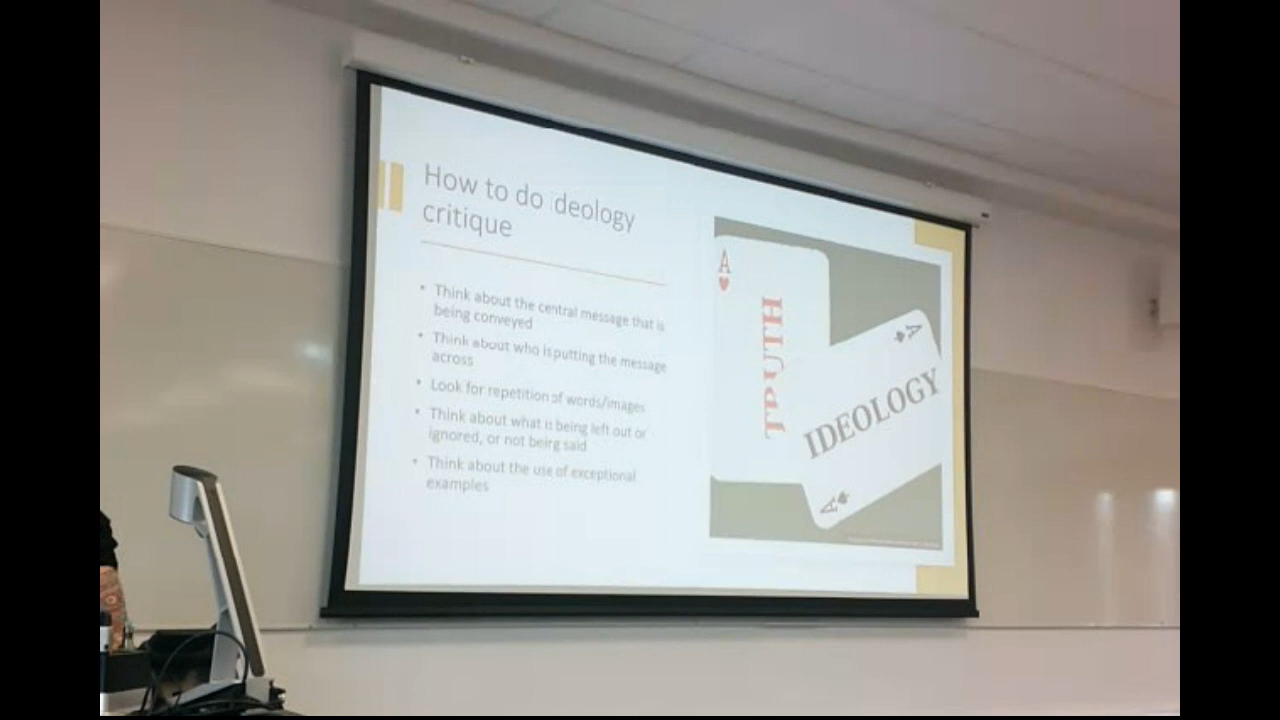 How to do ideology
critique
• Think about the central message that is
being conveyed
• Think about who is putting the message
across
• Look for repetition of words/images
• Think about what is being left out or
ignored, or not being said
• Think about the use of exceptional
examples
A
TRUTH
A
IDEOLOGY
A